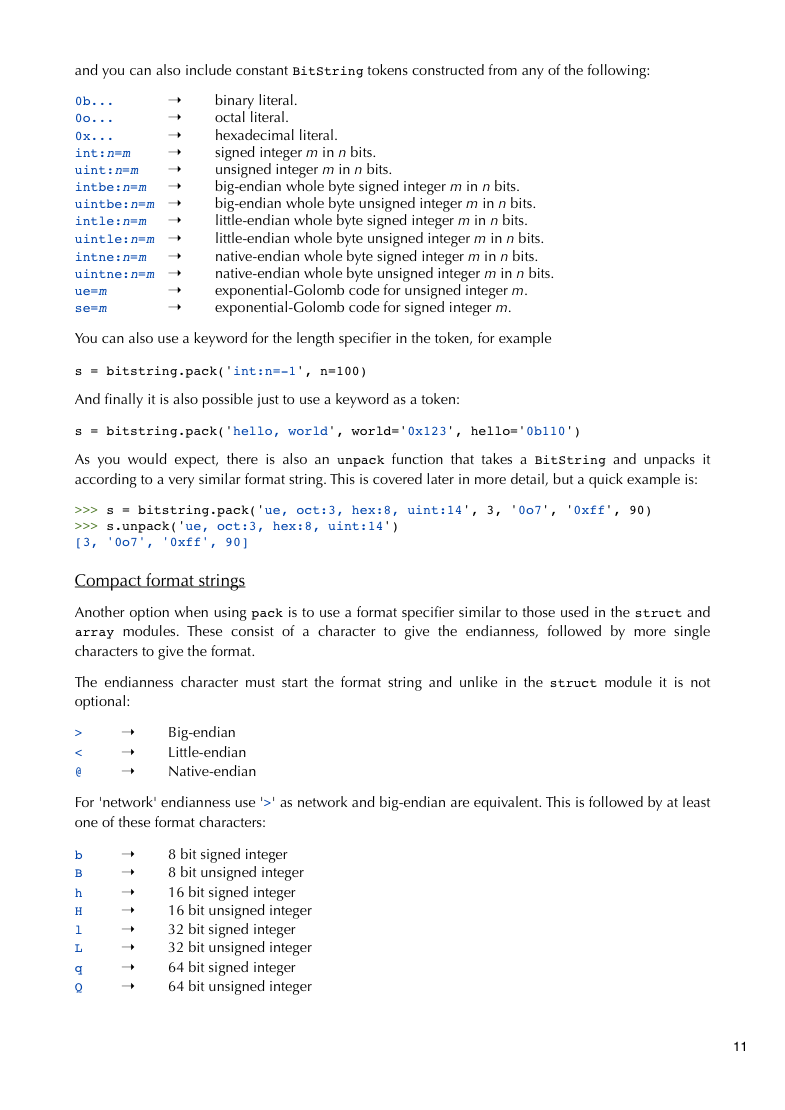 and you can also include constant BitString tokens constructed from any of the following:
0b... ➝ binary literal.
0o... ➝ octal literal.
0x... ➝ hexadecimal literal.
int:n=m ➝ signed integer m in n bits.
uint:n=m ➝ unsigned integer m in n bits.
intbe:n=m ➝ big-endian whole byte signed integer m in n bits.
uintbe:n=m ➝ big-endian whole byte unsigned integer m in n bits.
intle:n=m ➝ little-endian whole byte signed integer m in n bits.
uintle:n=m ➝ little-endian whole byte unsigned integer m in n bits.
intne:n=m ➝ native-endian whole byte signed integer m in n bits.
uintne:n=m ➝ native-endian whole byte unsigned integer m in n bits.
ue=m ➝ exponential-Golomb code for unsigned integer m.
se=m ➝ exponential-Golomb code for signed integer m.
You can also use a keyword for the length specifier in the token, for example
s = bitstring.pack('int:n=-1', n=100)
And finally it is also possible just to use a keyword as a token:
s = bitstring.pack('hello, world', world='0x123', hello='0b110')
As you would expect, there is also an unpack function that takes a BitString and unpacks it
according to a very similar format string. This is covered later in more detail, but a quick example is:
>>> s = bitstring.pack('ue, oct:3, hex:8, uint:14', 3, '0o7', '0xff', 90)
>>> s.unpack('ue, oct:3, hex:8, uint:14')
[3, '0o7', '0xff', 90]
Compact format strings
Another option when using pack is to use a format specifier similar to those used in the struct and
array modules. These consist of a character to give the endianness, followed by more single
characters to give the format.
The endianness character must start the format string and unlike in the struct module it is not
optional:
> ➝ Big-endian
< ➝ Little-endian
@ ➝ Native-endian
For 'network' endianness use '>' as network and big-endian are equivalent. This is followed by at least
one of these format characters:
b ➝ 8 bit signed integer
B ➝ 8 bit unsigned integer
h ➝ 16 bit signed integer
H ➝ 16 bit unsigned integer
l ➝ 32 bit signed integer
L ➝ 32 bit unsigned integer
q ➝ 64 bit signed integer
Q ➝ 64 bit unsigned integer
11